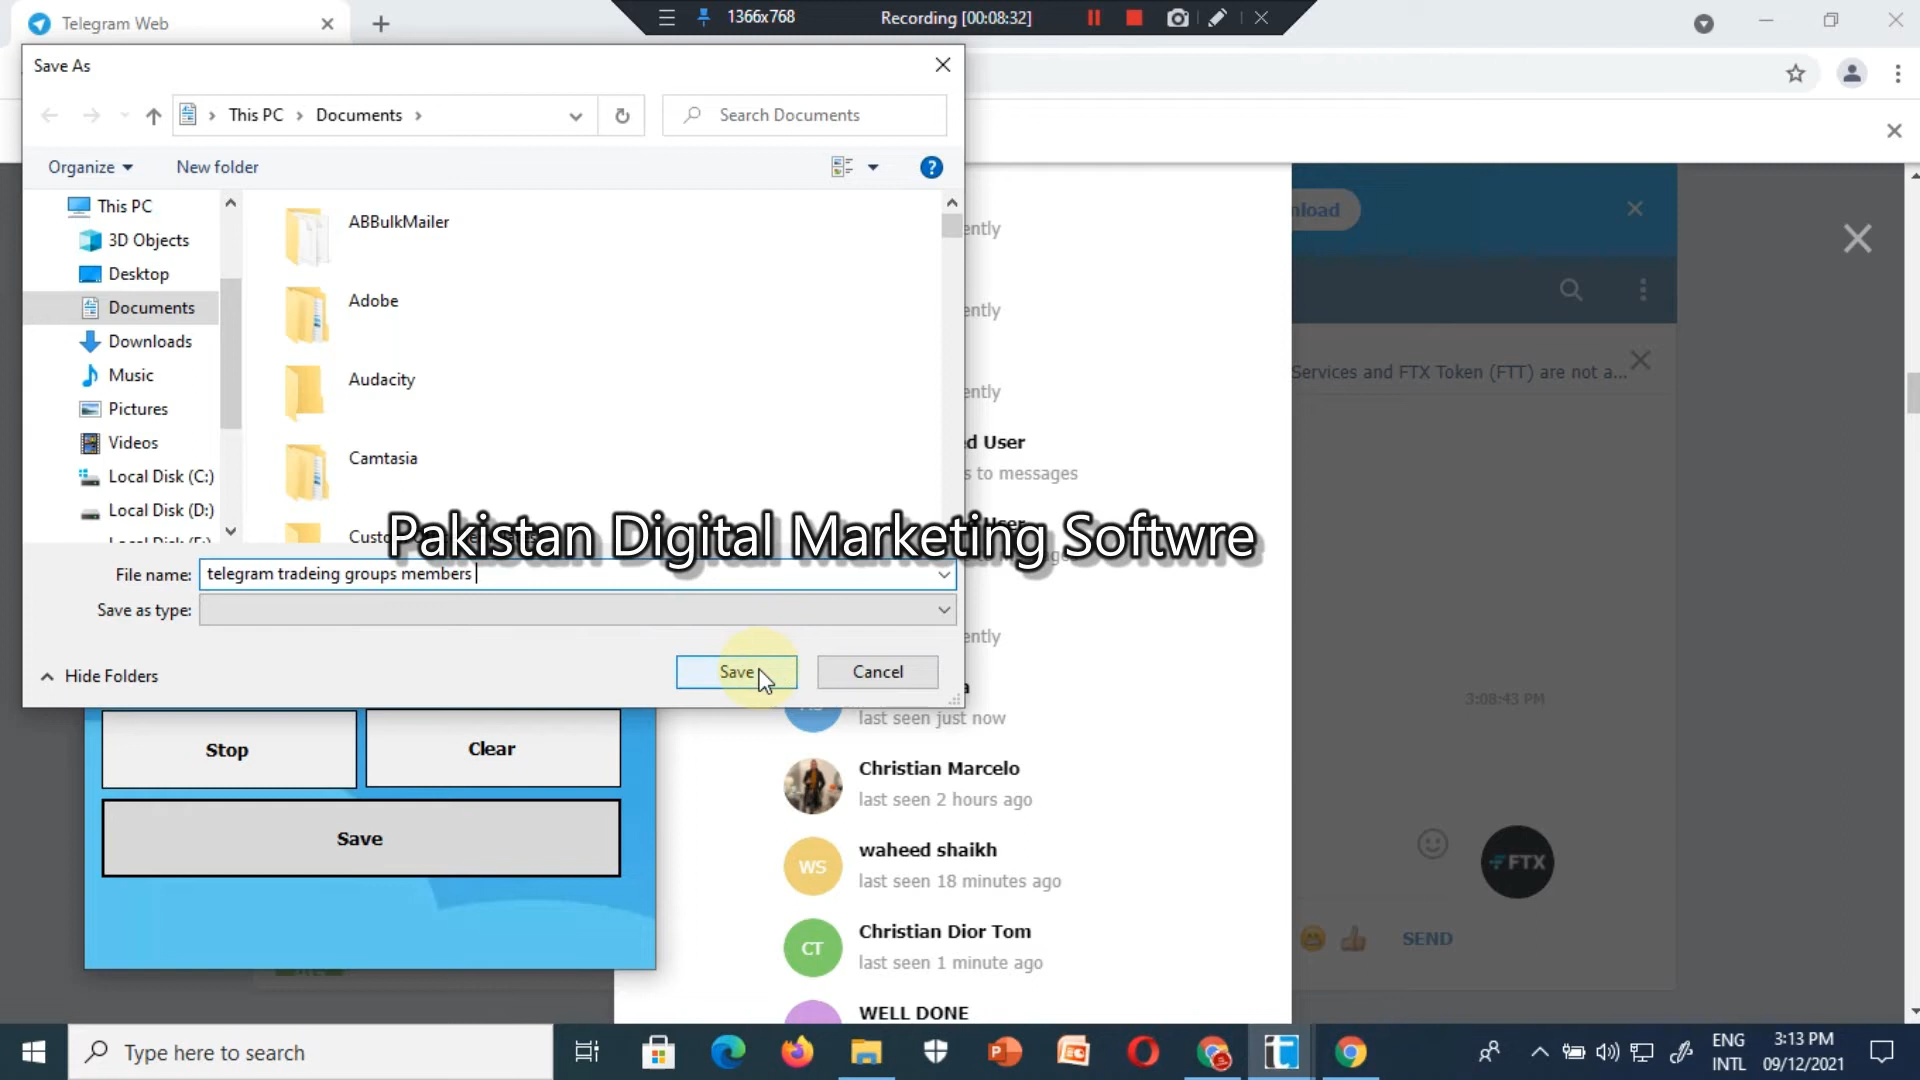 Telegram Web
1366x768
Recording [00:08:32]
Save As
This PC
Documents
Search Documents
Organize
New folder
This PC
3D Objects
Desktop
Documents
Downloads
Music
Pictures
Videos
Local Disk (C:)
Local Disk (D:)
ABBulkMailer
Adobe
Audacity
Camtasia
Pakistan Digital Marketing Softwre
File name:
telegram tradeing groups members
Save as type:
Hide Folders
Save
Cancel
Stop
Clear
Save
ently
ently
ently
d User
s to messages
User
ently
last seen just now
Christian Marcelo
last seen 2 hours ago
WS
waheed shaikh
last seen 18 minutes ago
CT
Christian Dior Tom
last seen 1 minute ago
WELL DONE
nload
Services and FTX Token (FTT) are not a...
3:08:43 PM
FTX
SEND
Type here to search
ENG
INTL
3:13 PM
09/12/2021